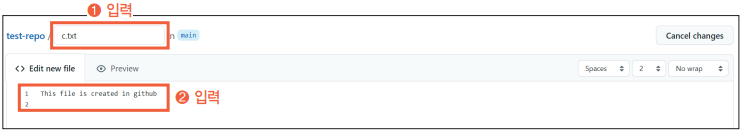 ❶ 입력
test-repo / c.txt in main Cancel changes
<> Edit new file Preview Spaces 2 No wrap
1 This file is created in github ❷ 입력
2